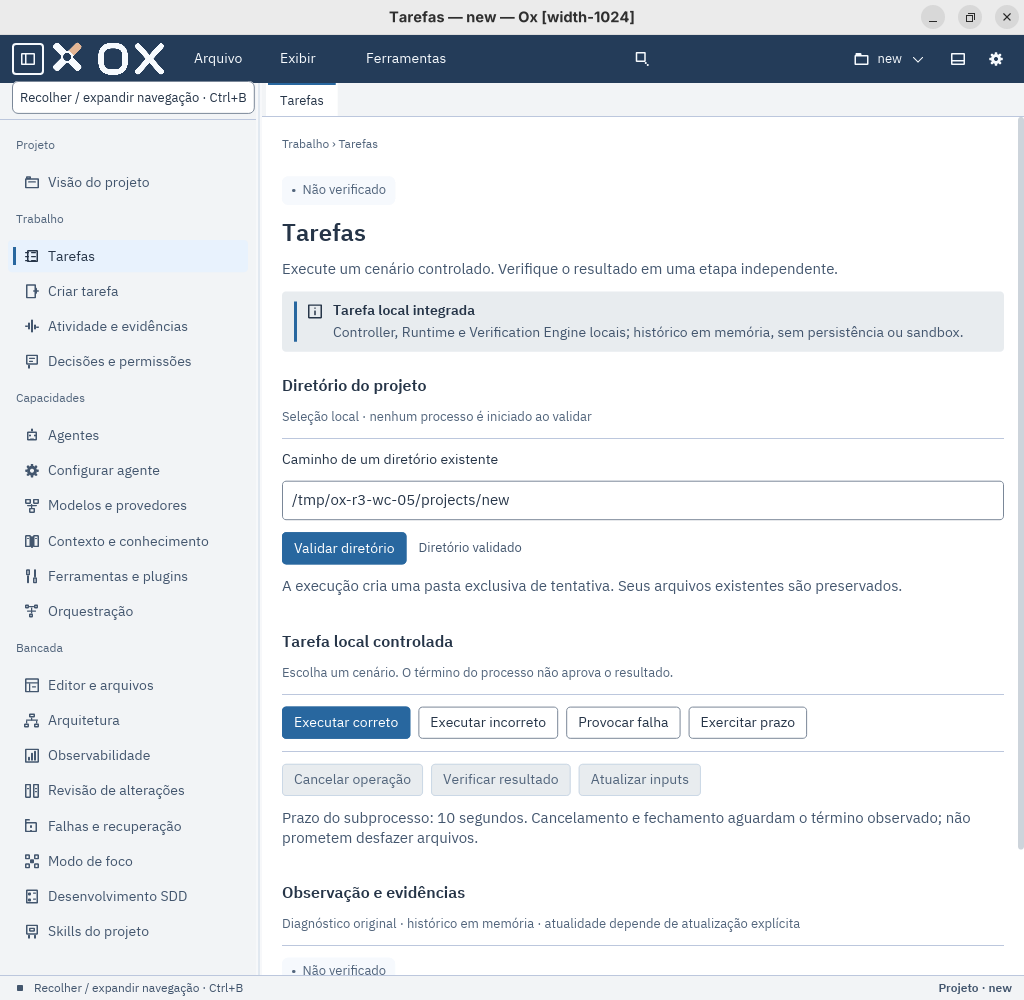 Tarefas — new — Ox [width-1024]
OX
Arquivo
Exibir
Ferramentas
new
Recolher / expandir navegação · Ctrl+B
Tarefas
Projeto
Visão do projeto
Trabalho
Tarefas
Criar tarefa
Atividade e evidências
Decisões e permissões
Capacidades
Agentes
Configurar agente
Modelos e provedores
Contexto e conhecimento
Ferramentas e plugins
Orquestração
Bancada
Editor e arquivos
Arquitetura
Observabilidade
Revisão de alterações
Falhas e recuperação
Modo de foco
Desenvolvimento SDD
Skills do projeto
Trabalho › Tarefas
• Não verificado
Tarefas
Execute um cenário controlado. Verifique o resultado em uma etapa independente.
Tarefa local integrada
Controller, Runtime e Verification Engine locais; histórico em memória, sem persistência ou sandbox.
Diretório do projeto
Seleção local · nenhum processo é iniciado ao validar
Caminho de um diretório existente
/tmp/ox-r3-wc-05/projects/new
Validar diretório
Diretório validado
A execução cria uma pasta exclusiva de tentativa. Seus arquivos existentes são preservados.
Tarefa local controlada
Escolha um cenário. O término do processo não aprova o resultado.
Executar correto
Executar incorreto
Provocar falha
Exercitar prazo
Cancelar operação
Verificar resultado
Atualizar inputs
Prazo do subprocesso: 10 segundos. Cancelamento e fechamento aguardam o término observado; não
prometem desfazer arquivos.
Observação e evidências
Diagnóstico original · histórico em memória · atualidade depende de atualização explícita
• Não verificado
Recolher / expandir navegação · Ctrl+B
Projeto · new